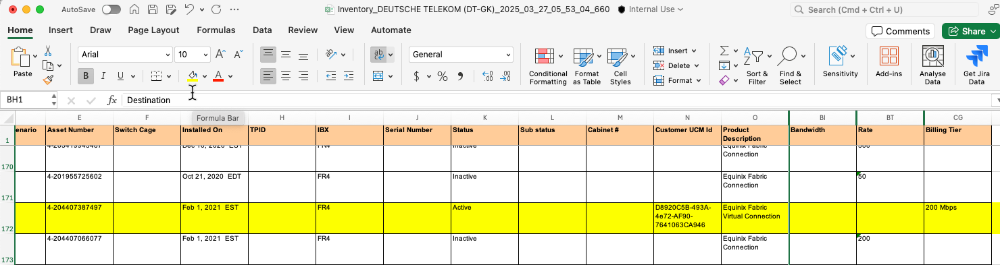 AutoSave
Inventory_DEUTSCHE TELEKOM (DT-GK)_2025_03_27_05_53_04_660
Internal Use
Search (Cmd + Ctrl + U)
Home Insert Draw Page Layout Formulas Data Review View Automate
Comments Share
Paste
Arial 10
B I U
A A
ab
c
General
$ % 9
.00
Conditional
Formatting
Format
as Table
Cell
Styles
Insert
Delete
Format
Sort &
Filter
Find &
Select
Sensitivity
Add-ins
Analyse
Data
Get Jira
Data
BH1 fx Destination
Formula Bar
E F G H I J K L M N O BI BT CG
1 enario Asset Number Switch Cage Installed On TPID IBX Serial Number Status Sub status Cabinet # Customer UCM Id Product Description Bandwidth Rate Billing Tier
170 FR4 Inactive Equinix Fabric Connection
171 4-201955725602 Oct 21, 2020 EDT FR4 Inactive Equinix Fabric Connection 50
172 4-204407387497 Feb 1, 2021 EST FR4 Active D8920C5B-493A-4e72-AF90-7641063CA946 Equinix Fabric Virtual Connection 200 Mbps
173 4-204407066077 Feb 1, 2021 EST FR4 Inactive Equinix Fabric Connection 200